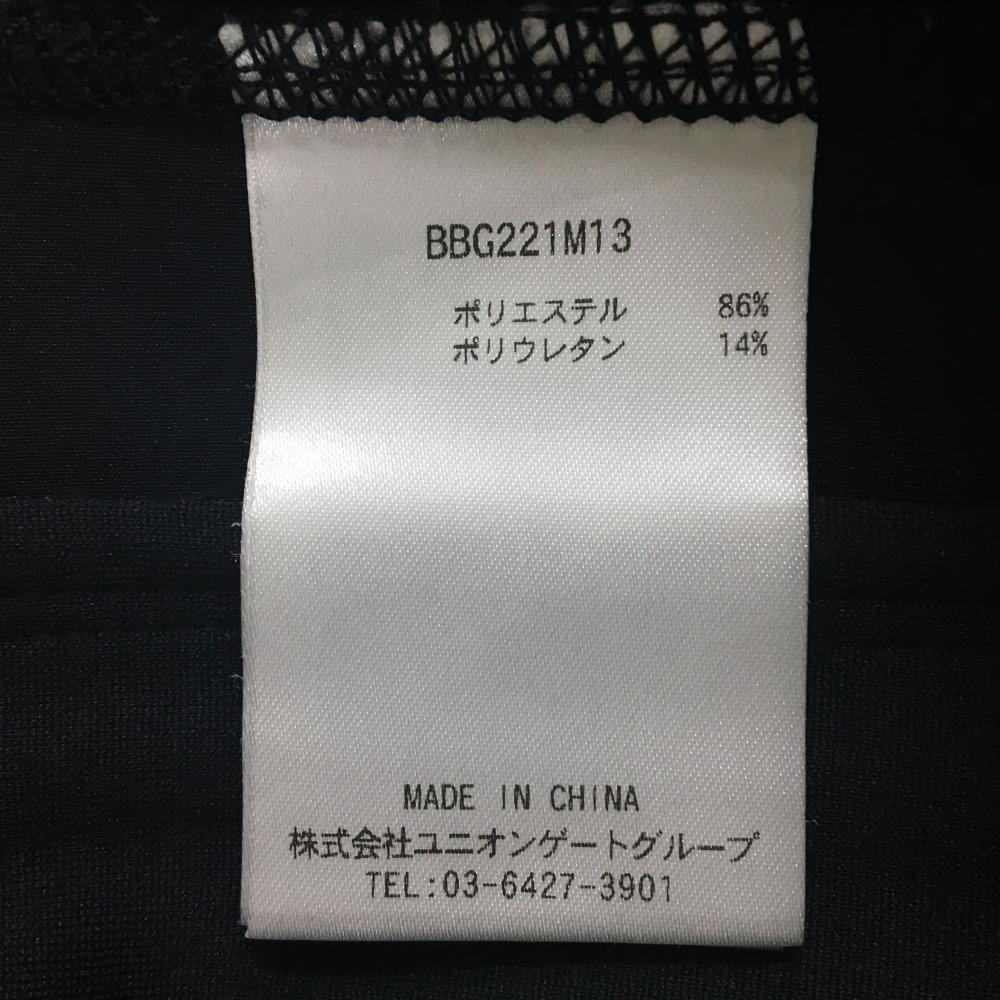 BBG221M13
ポリエステル 86%
ポリウレタン 14%
MADE IN CHINA
株式会社ユニオンゲートグループ
TEL:03-6427-3901